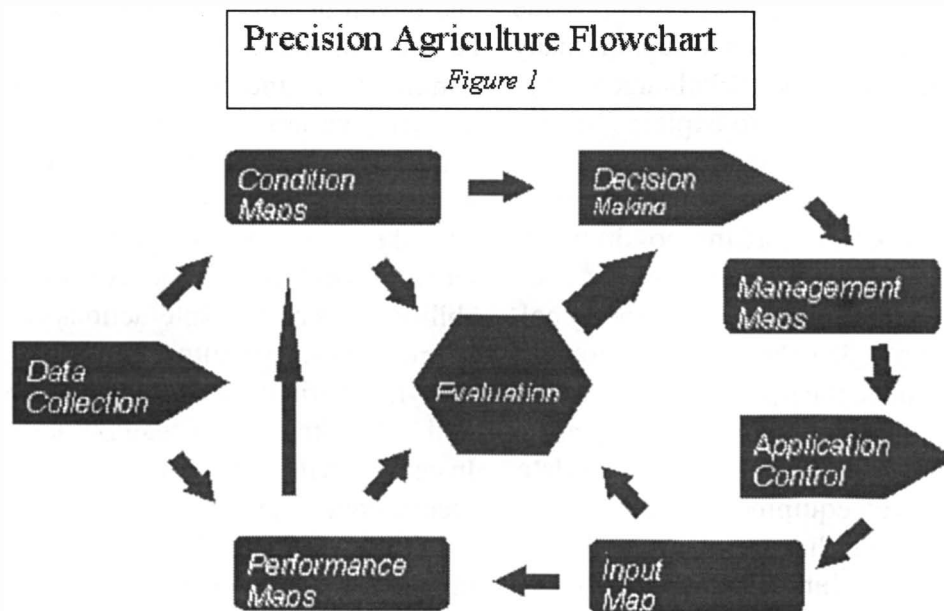 Precision Agriculture Flowchart
Figure 1
Condition
Maps
Decision
Making
Management
Maps
Data
Collection
Evaluation
Application
Control
Performance
Maps
Input
Map